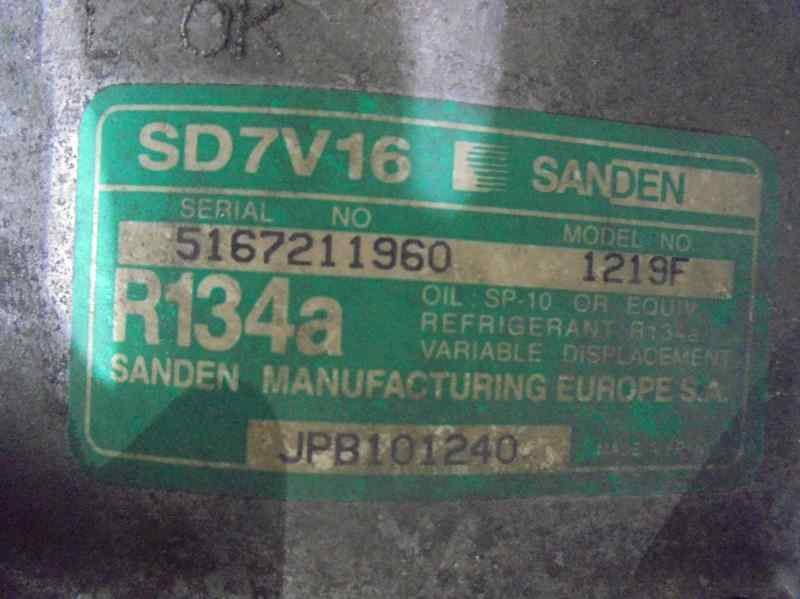 L OK
SD7V16 SANDEN
SERIAL NO MODEL NO.
5167211960 1219F
R134a
OIL : SP-10 OR EQUIV.
REFRIGERANT R134a
VARIABLE DISPLACEMENT
SANDEN MANUFACTURING EUROPE S.A.
JPB101240
MADE